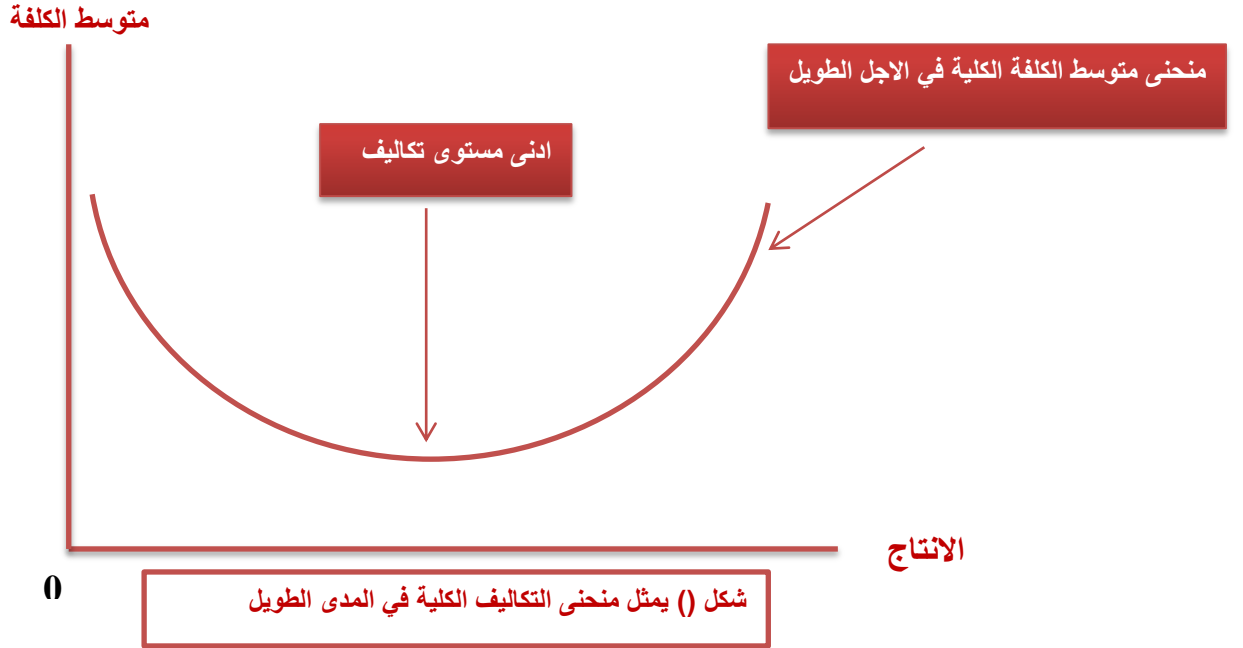 متوسط الكلفة
منحنى متوسط الكلفة الكلية في الاجل الطويل
ادنى مستوى تكاليف
الانتاج
0
شكل () يمثل منحنى التكاليف الكلية في المدى الطويل